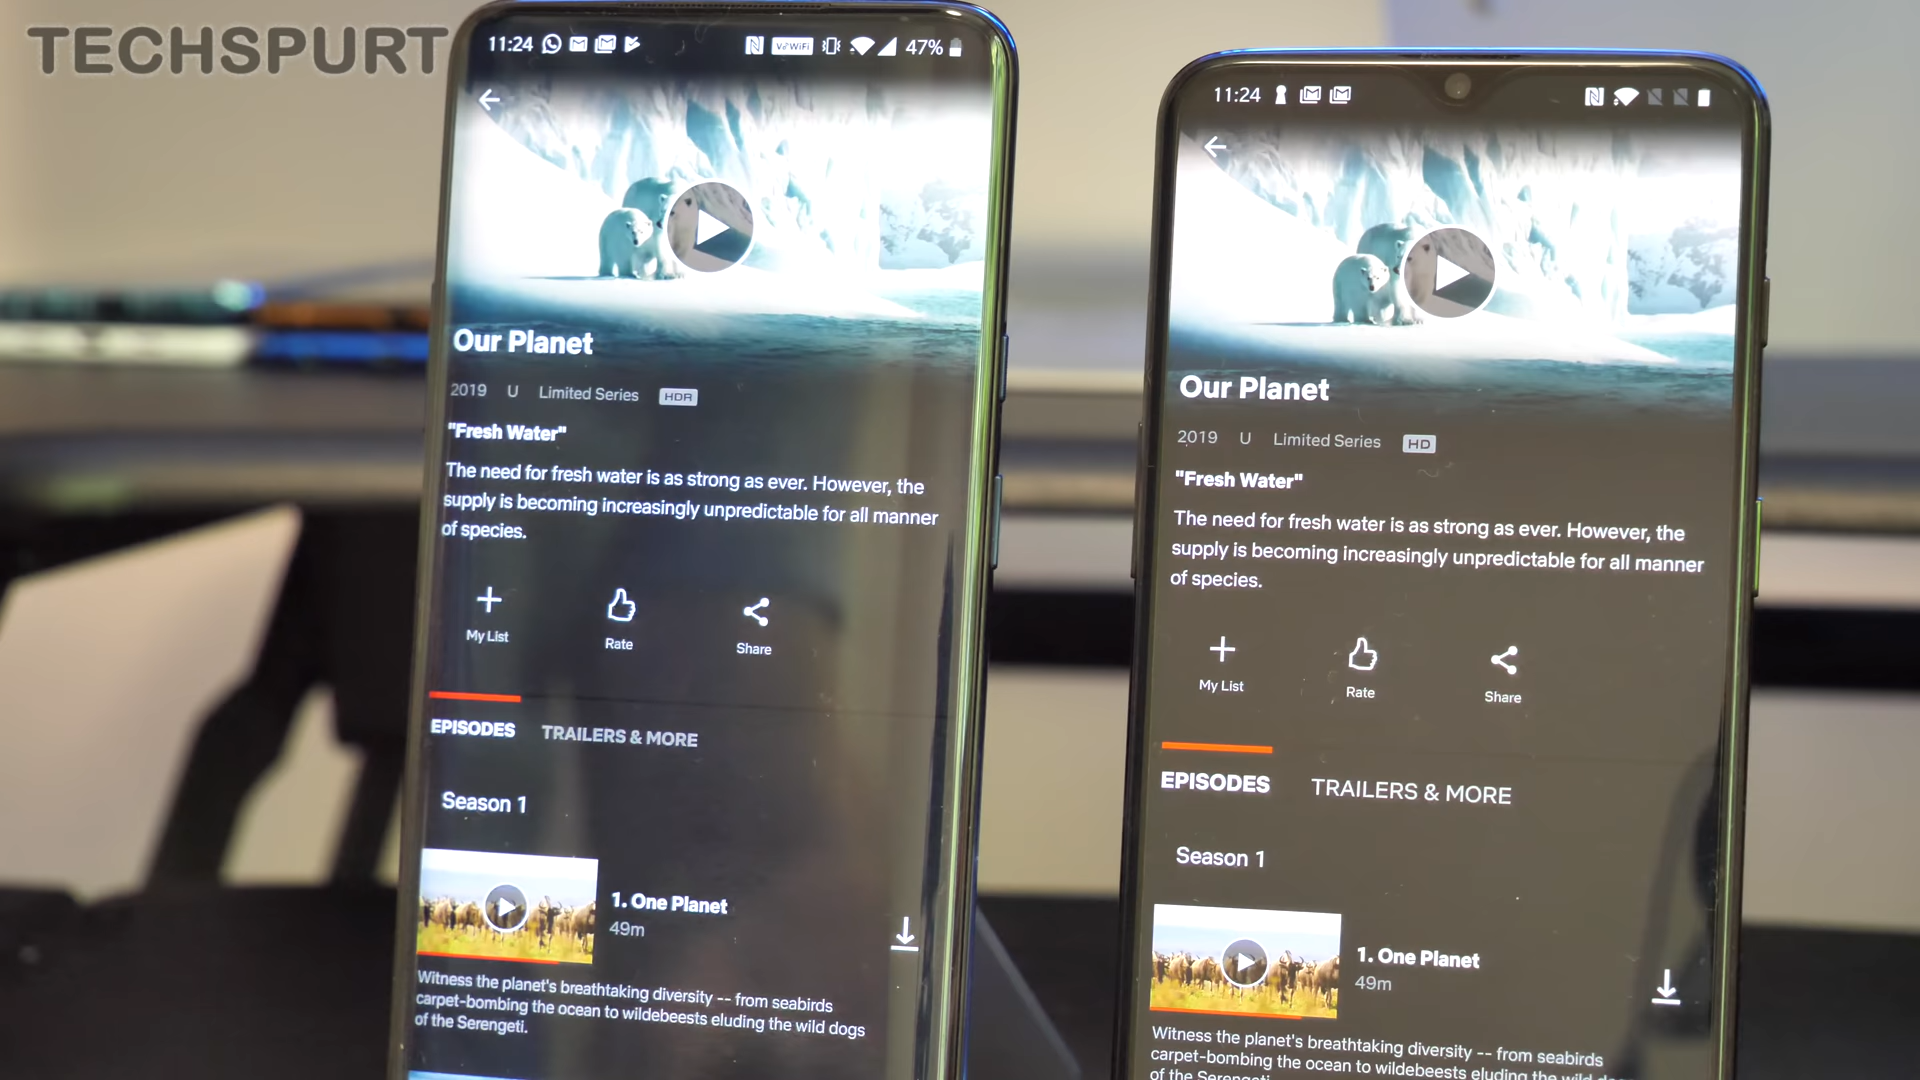 TECHSPURT
11:24
VoWiFi
47%
Our Planet
2019 U Limited Series HDR
"Fresh Water"
The need for fresh water is as strong as ever. However, the
supply is becoming increasingly unpredictable for all manner
of species.
My List Rate Share
EPISODES TRAILERS & MORE
Season 1
1. One Planet
49m
Witness the planet's breathtaking diversity -- from seabirds
carpet-bombing the ocean to wildebeests eluding the wild dogs
of the Serengeti.
11:24
Our Planet
2019 U Limited Series HD
"Fresh Water"
The need for fresh water is as strong as ever. However, the
supply is becoming increasingly unpredictable for all manner
of species.
My List Rate Share
EPISODES TRAILERS & MORE
Season 1
1. One Planet
49m
Witness the planet's breathtaking diversity -- from seabirds
carpet-bombing the ocean to wildebeests eluding the wild
of the Serengeti.